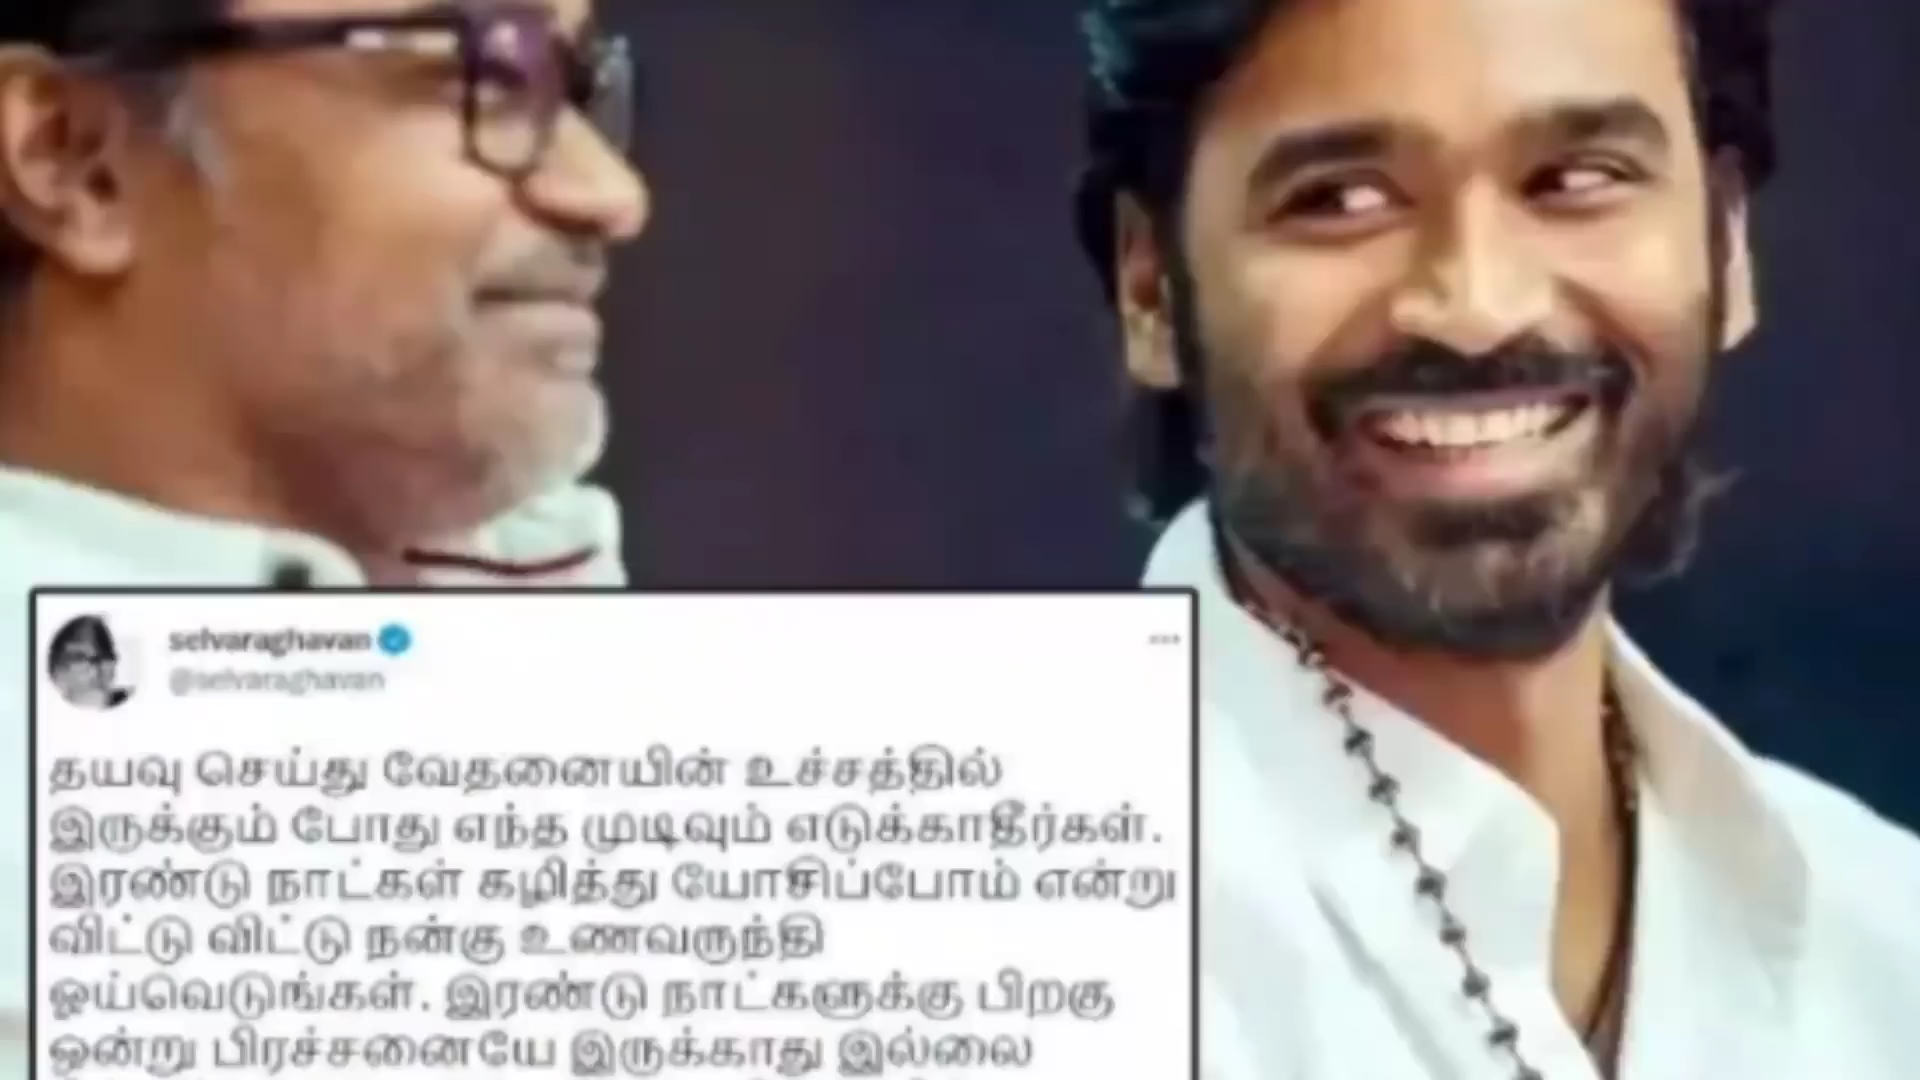 selvaraghavan
@selvaraghavan
தயவு செய்து வேதனையின் உச்சத்தில்
இருக்கும் போது எந்த முடிவும் எடுக்காதீர்கள்.
இரண்டு நாட்கள் கழித்து யோசிப்போம் என்று
விட்டு விட்டு நன்கு உணவருந்தி
ஓய்வெடுங்கள். இரண்டு நாட்களுக்கு பிறகு
ஒன்று பிரச்சனையே இருக்காது இல்லை